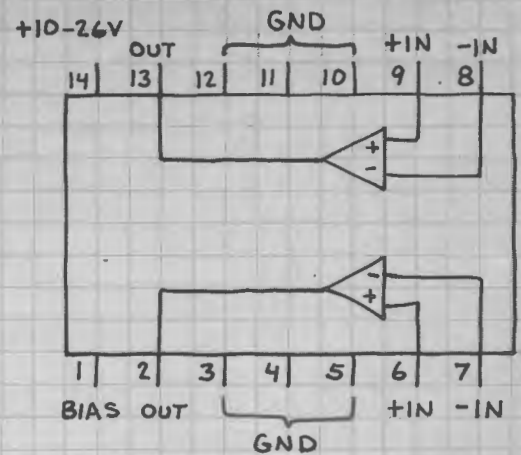 +10-26V
GND
OUT
+IN -IN
14 13 12 11 10 9 8
+
-
-
+
1 2 3 4 5 6 7
BIAS OUT
+IN -IN
GND